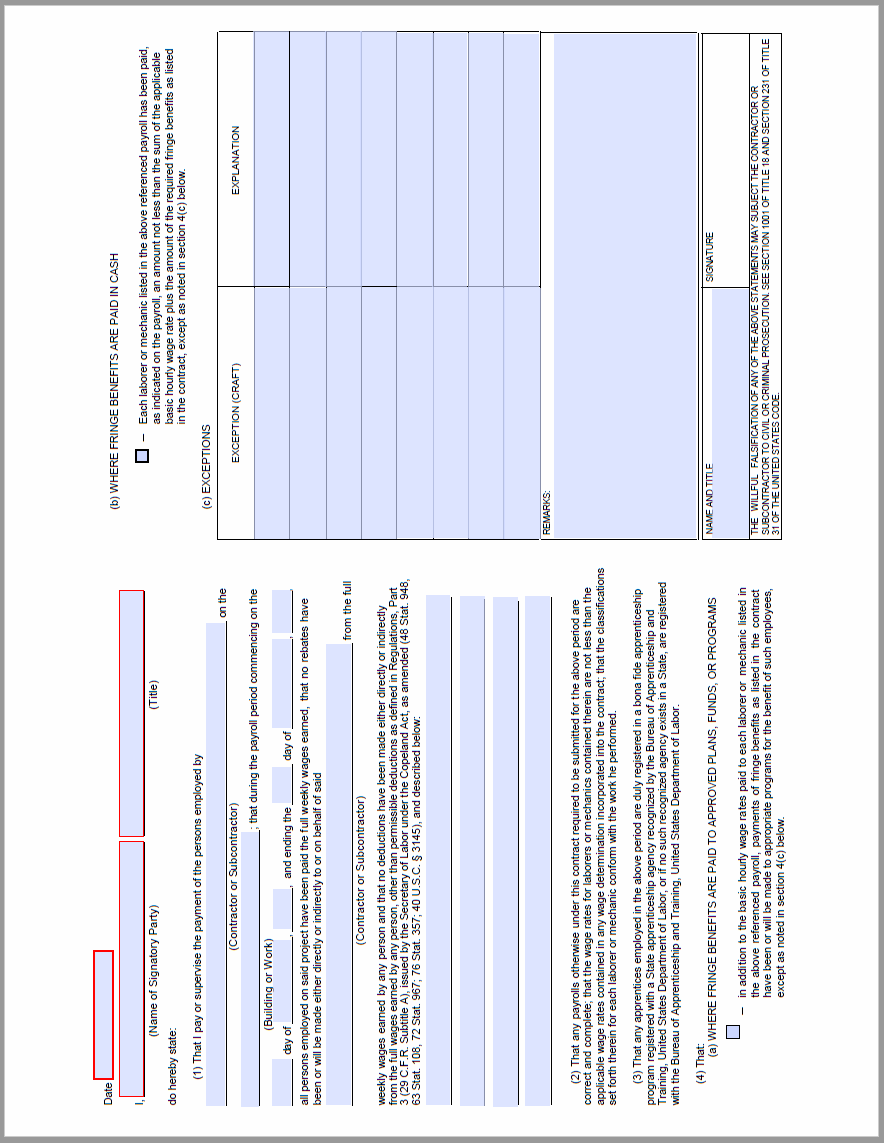 Date
I,
(Name of Signatory Party) (Title)
do hereby state:
(1) That I pay or supervise the payment of the persons employed by
on the
(Contractor or Subcontractor)
; that during the payroll period commencing on the
(Building or Work)
day of , , and ending the day of , ,
all persons employed on said project have been paid the full weekly wages earned, that no rebates have
been or will be made either directly or indirectly to or on behalf of said
from the full
(Contractor or Subcontractor)
weekly wages earned by any person and that no deductions have been made either directly or indirectly
from the full wages earned by any person, other than permissible deductions as defined in Regulations, Part
3 (29 C.F.R. Subtitle A), issued by the Secretary of Labor under the Copeland Act, as amended (48 Stat. 948,
63 Stat. 108, 72 Stat. 967; 76 Stat. 357; 40 U.S.C. § 3145), and described below:
(2) That any payrolls otherwise under this contract required to be submitted for the above period are
correct and complete; that the wage rates for laborers or mechanics contained therein are not less than the
applicable wage rates contained in any wage determination incorporated into the contract; that the classifications
set forth therein for each laborer or mechanic conform with the work he performed.
(3) That any apprentices employed in the above period are duly registered in a bona fide apprenticeship
program registered with a State apprenticeship agency recognized by the Bureau of Apprenticeship and
Training, United States Department of Labor, or if no such recognized agency exists in a State, are registered
with the Bureau of Apprenticeship and Training, United States Department of Labor.
(4) That:
(a) WHERE FRINGE BENEFITS ARE PAID TO APPROVED PLANS, FUNDS, OR PROGRAMS
– in addition to the basic hourly wage rates paid to each laborer or mechanic listed in
the above referenced payroll, payments of fringe benefits as listed in the contract
have been or will be made to appropriate programs for the benefit of such employees,
except as noted in section 4(c) below.
(b) WHERE FRINGE BENEFITS ARE PAID IN CASH
– Each laborer or mechanic listed in the above referenced payroll has been paid,
as indicated on the payroll, an amount not less than the sum of the applicable
basic hourly wage rate plus the amount of the required fringe benefits as listed
in the contract, except as noted in section 4(c) below.
(c) EXCEPTIONS
EXCEPTION (CRAFT) EXPLANATION
REMARKS:
NAME AND TITLE SIGNATURE
THE WILLFUL FALSIFICATION OF ANY OF THE ABOVE STATEMENTS MAY SUBJECT THE CONTRACTOR OR
SUBCONTRACTOR TO CIVIL OR CRIMINAL PROSECUTION. SEE SECTION 1001 OF TITLE 18 AND SECTION 231 OF TITLE
31 OF THE UNITED STATES CODE.